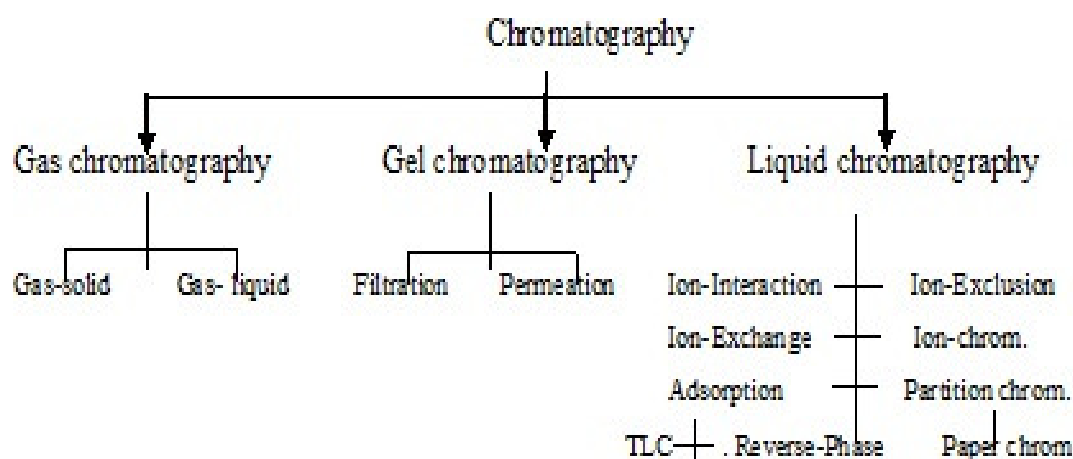 Chromatography
Gas chromatography Gel chromatography Liquid chromatography
Gas-solid Gas- liquid Filtration Permeation Ion-Interaction Ion-Exclusion
Ion-Exchange Ion-chrom.
Adsorption Partition chrom.
TLC . Reverse-Phase Paper chrom